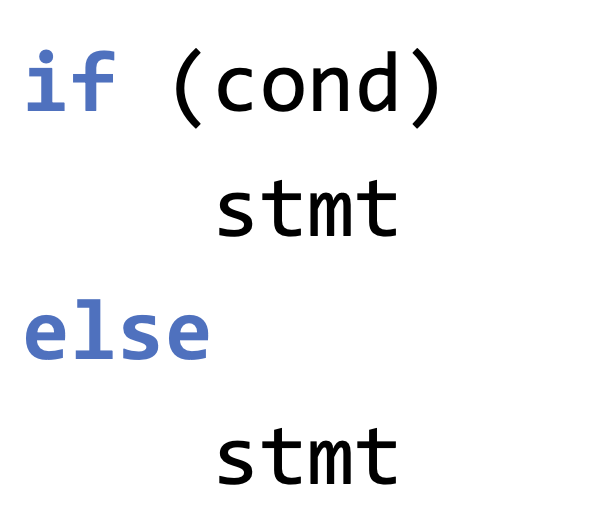 if (cond)
    stmt
else
    stmt